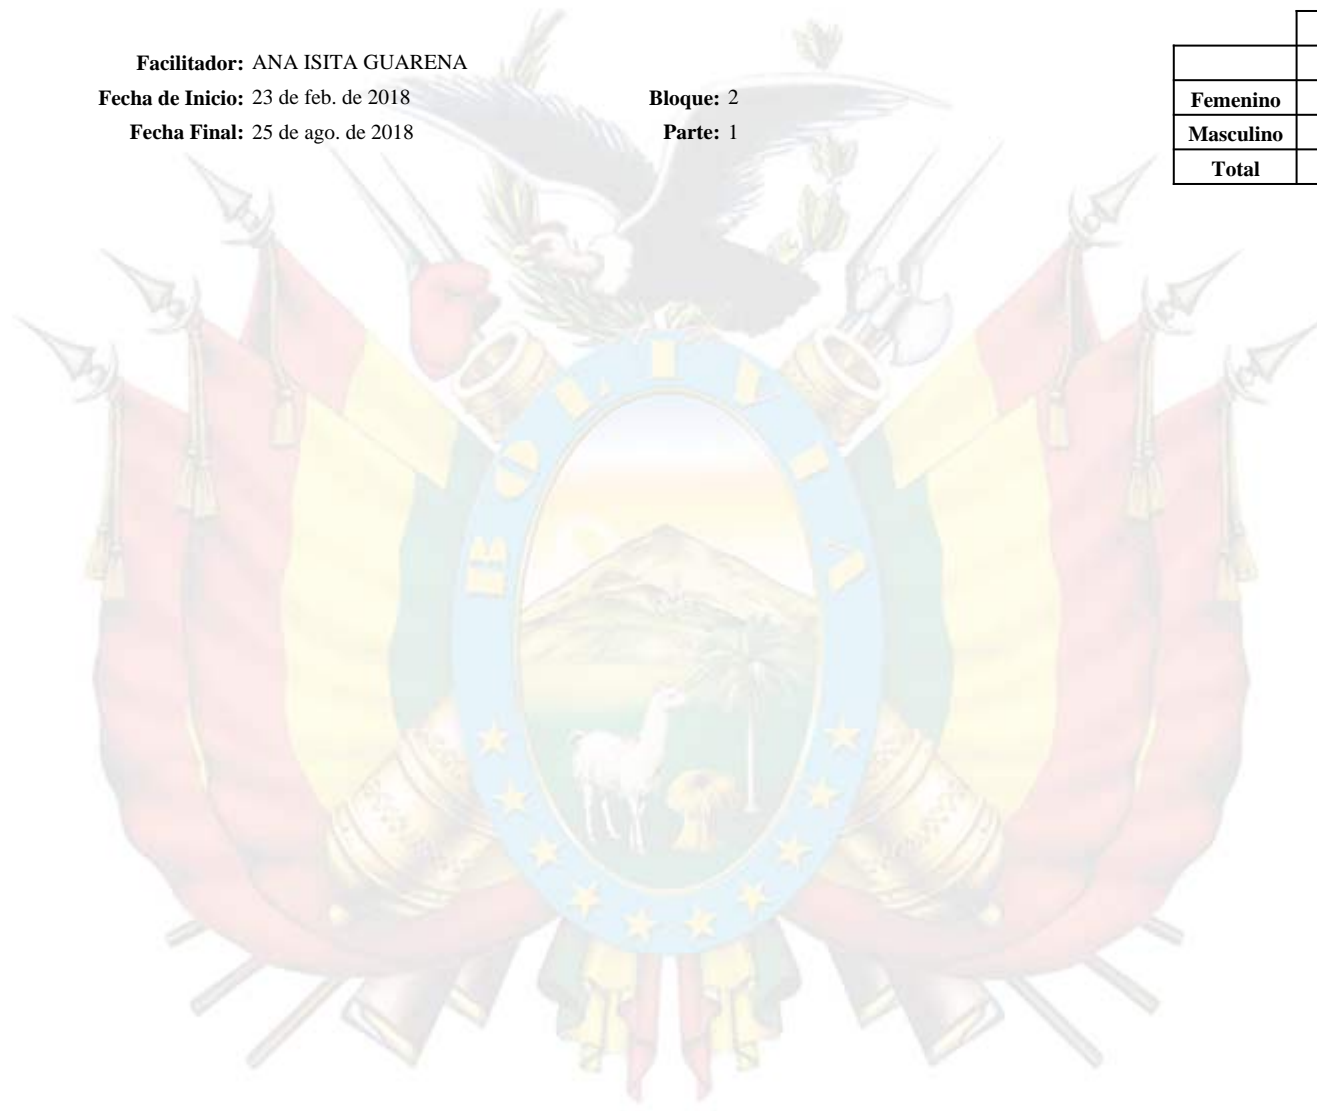 Facilitador: ANA ISITA GUARENA
Fecha de Inicio: 23 de feb. de 2018 Bloque: 2
Fecha Final: 25 de ago. de 2018 Parte: 1
Femenino
Masculino
Total
BOLIVIA